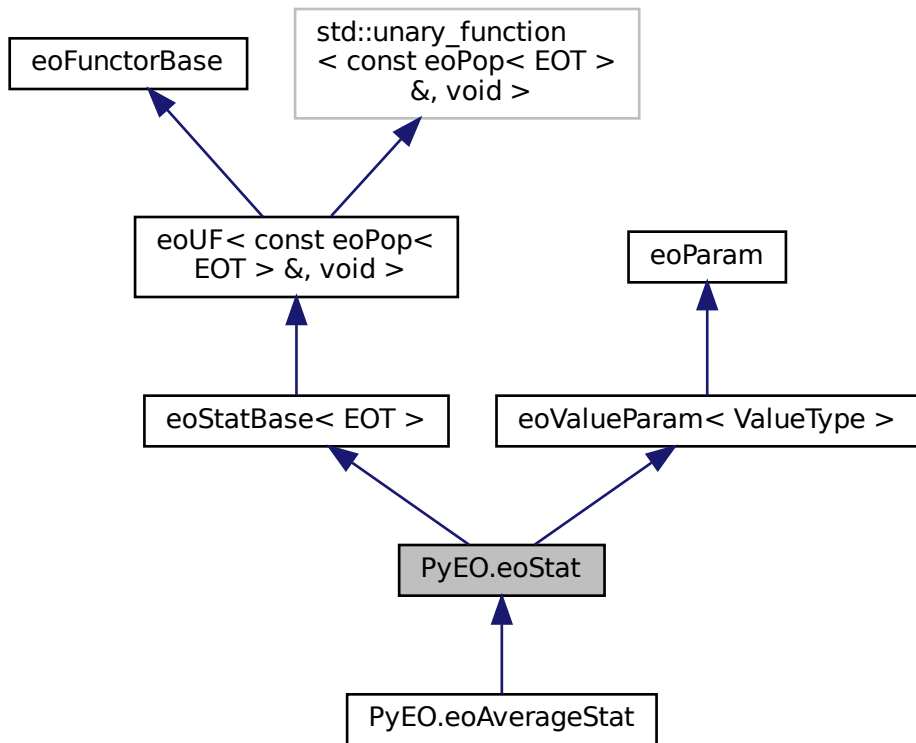 eoFunctorBase
std::unary_function
< const eoPop< EOT >
&, void >
eoUF< const eoPop<
EOT > &, void >
eoParam
eoStatBase< EOT >
eoValueParam< ValueType >
PyEO.eoStat
PyEO.eoAverageStat